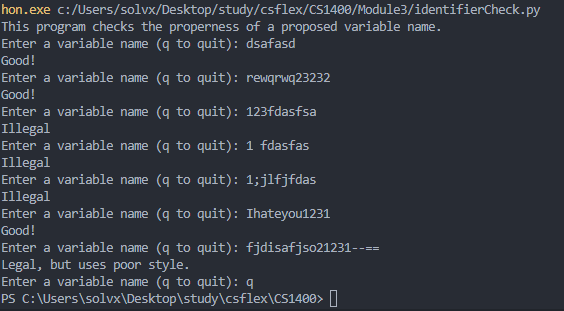 hon.exe c:/Users/solvx/Desktop/study/csflex/CS1400/Module3/identifierCheck.py
This program checks the properness of a proposed variable name.
Enter a variable name (q to quit): dsafasd
Good!
Enter a variable name (q to quit): rewqrwq23232
Good!
Enter a variable name (q to quit): 123fdasfsa
Illegal
Enter a variable name (q to quit): 1 fdasfas
Illegal
Enter a variable name (q to quit): 1;jlfjfdas
Illegal
Enter a variable name (q to quit): Ihateyou1231
Good!
Enter a variable name (q to quit): fjdisafjso21231--==
Legal, but uses poor style.
Enter a variable name (q to quit): q
PS C:\Users\solvx\Desktop\study\csflex\CS1400>